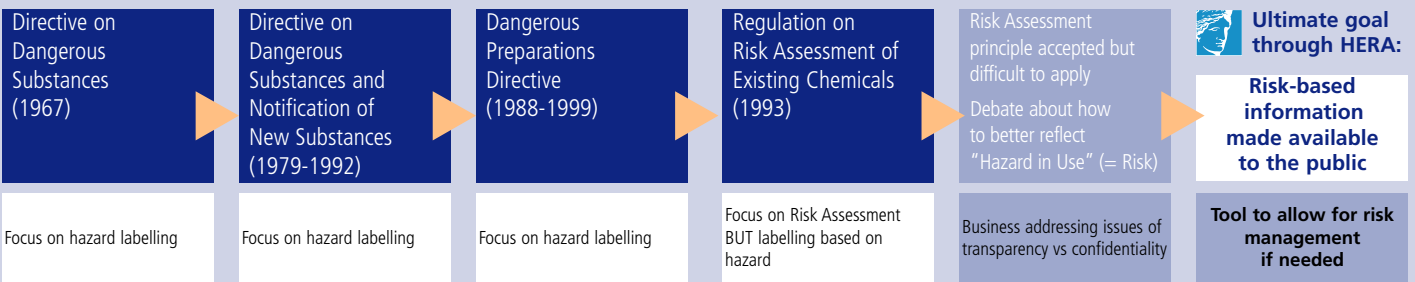 Directive on
Dangerous
Substances
(1967)
Directive on
Dangerous
Substances and
Notification of
New Substances
(1979-1992)
Dangerous
Preparations
Directive
(1988-1999)
Regulation on
Risk Assessment of
Existing Chemicals
(1993)
Risk Assessment
principle accepted but
difficult to apply
Debate about how
to better reflect
“Hazard in Use” (= Risk)
Ultimate goal
through HERA:
Risk-based
information
made available
to the public
Focus on hazard labelling
Focus on hazard labelling
Focus on hazard labelling
Focus on Risk Assessment
BUT labelling based on
hazard
Business addressing issues of
transparency vs confidentiality
Tool to allow for risk
management
if needed